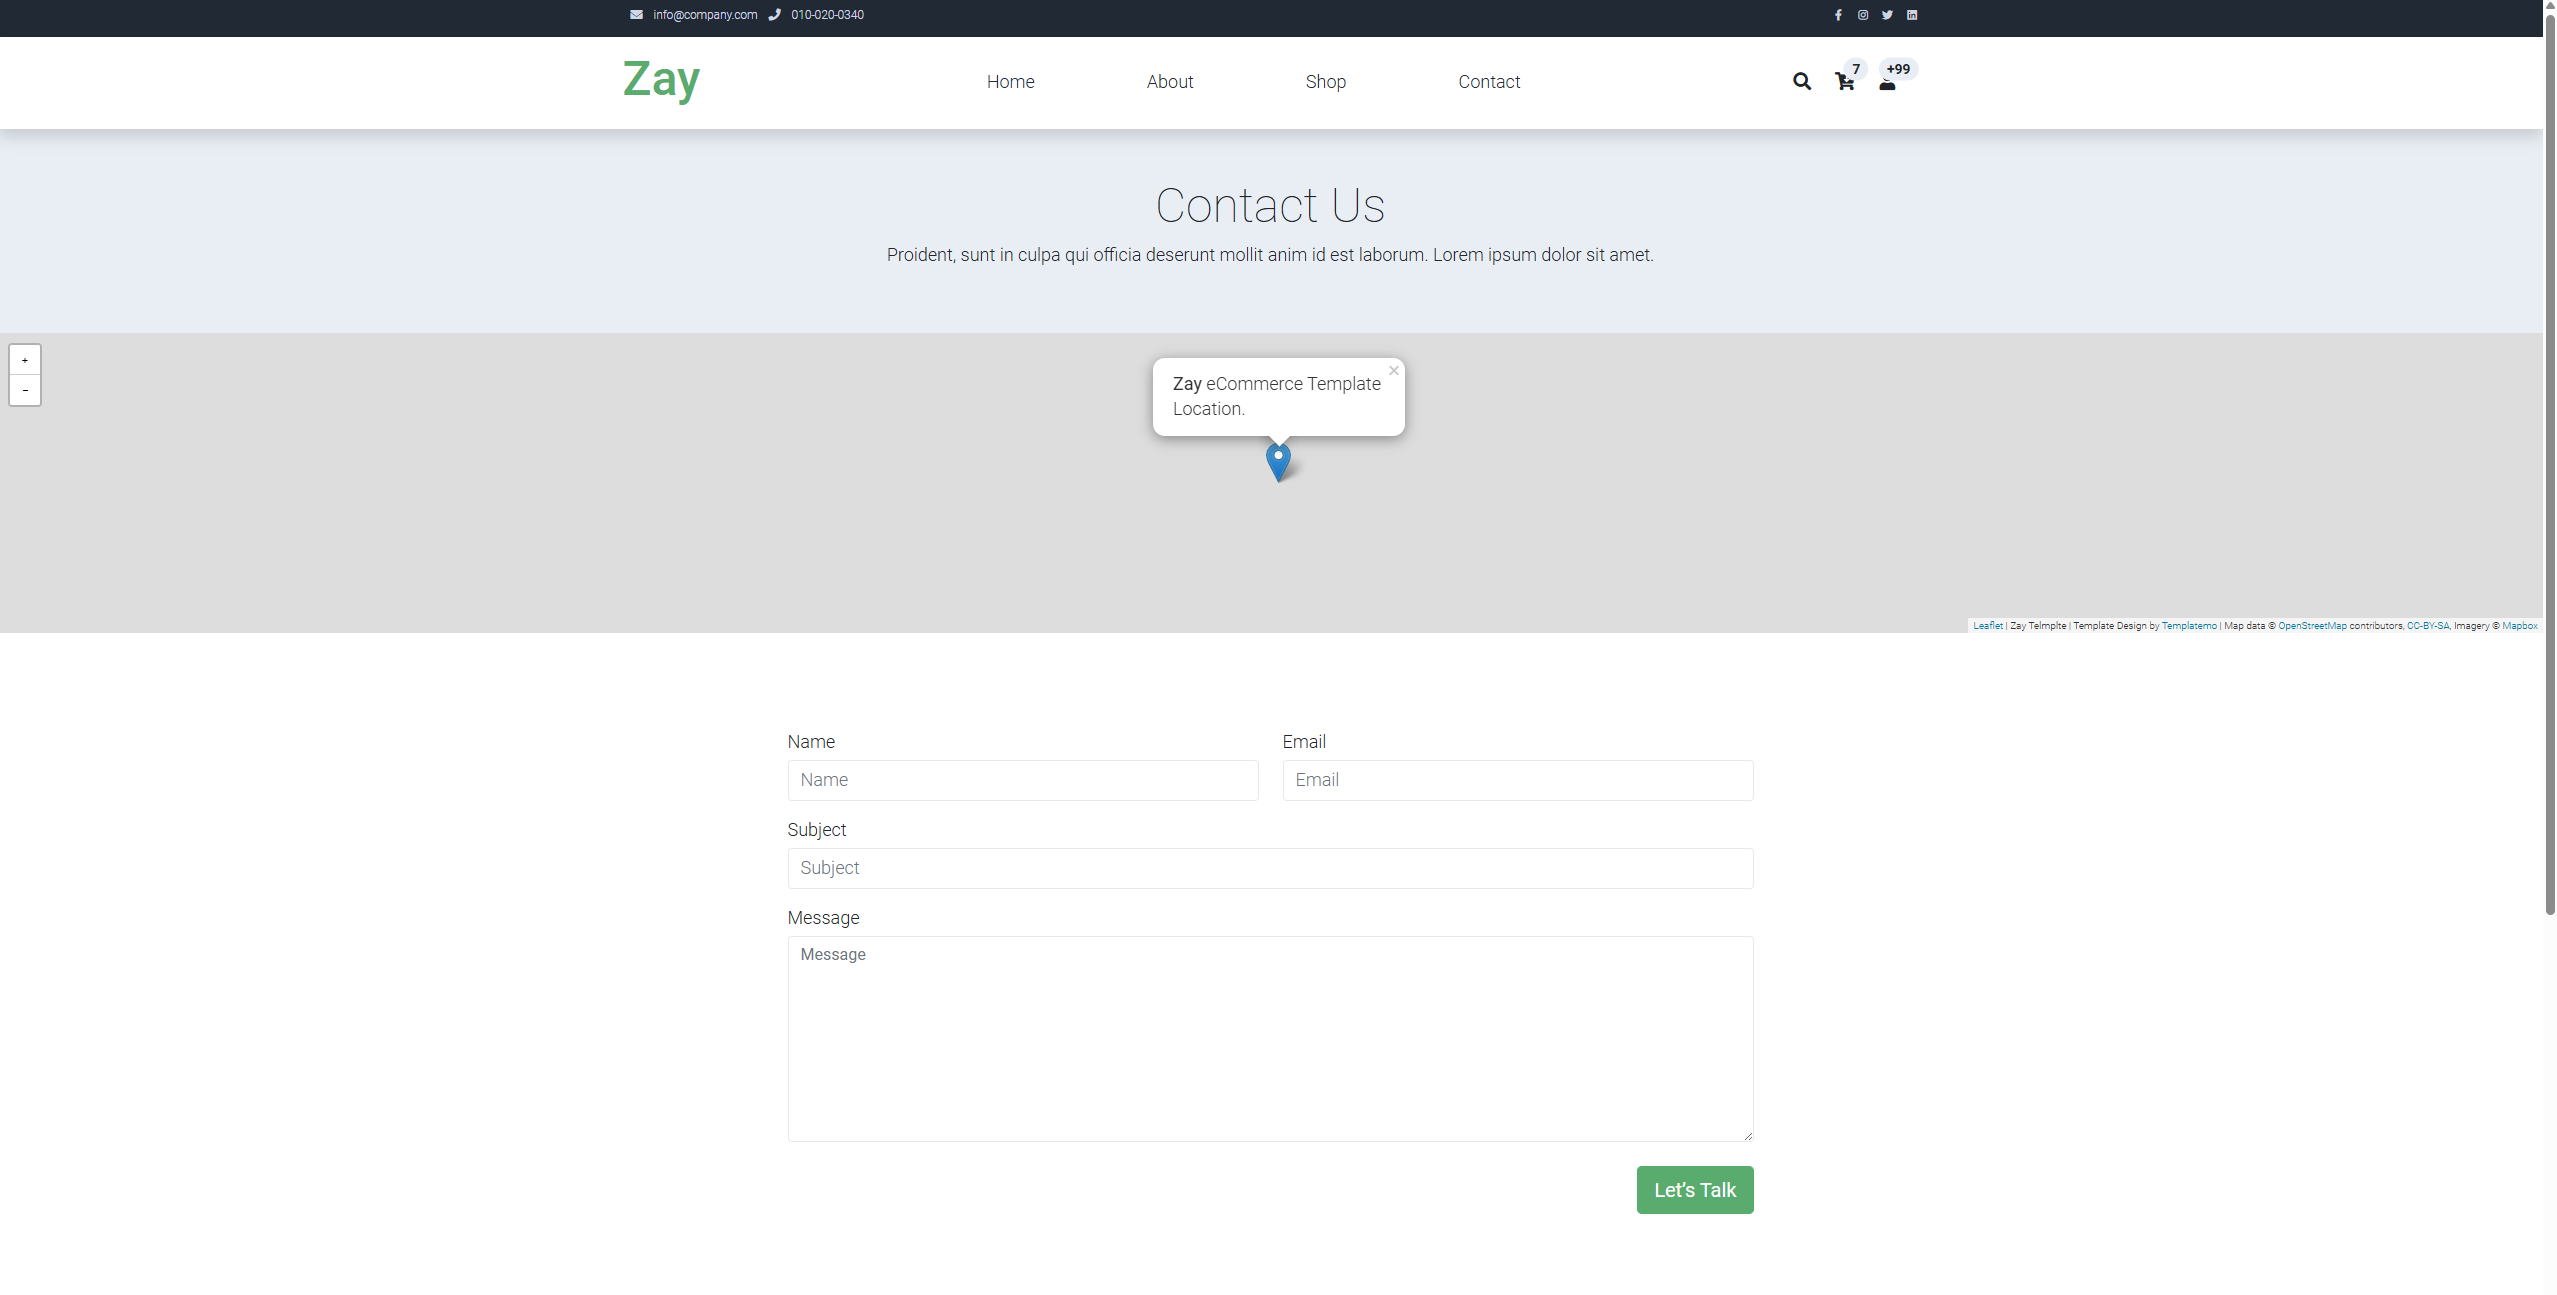 info@company.com 010-020-0340
Zay
Home About Shop Contact
7 +99
Contact Us
Proident, sunt in culpa qui officia deserunt mollit anim id est laborum. Lorem ipsum dolor sit amet.
+
−
×
Zay eCommerce Template
Location.
Leaflet | Zay Telmplte | Template Design by Templatemo | Map data © OpenStreetMap contributors, CC-BY-SA, Imagery © Mapbox
Name Email
Name Email
Subject
Subject
Message
Message
Let's Talk